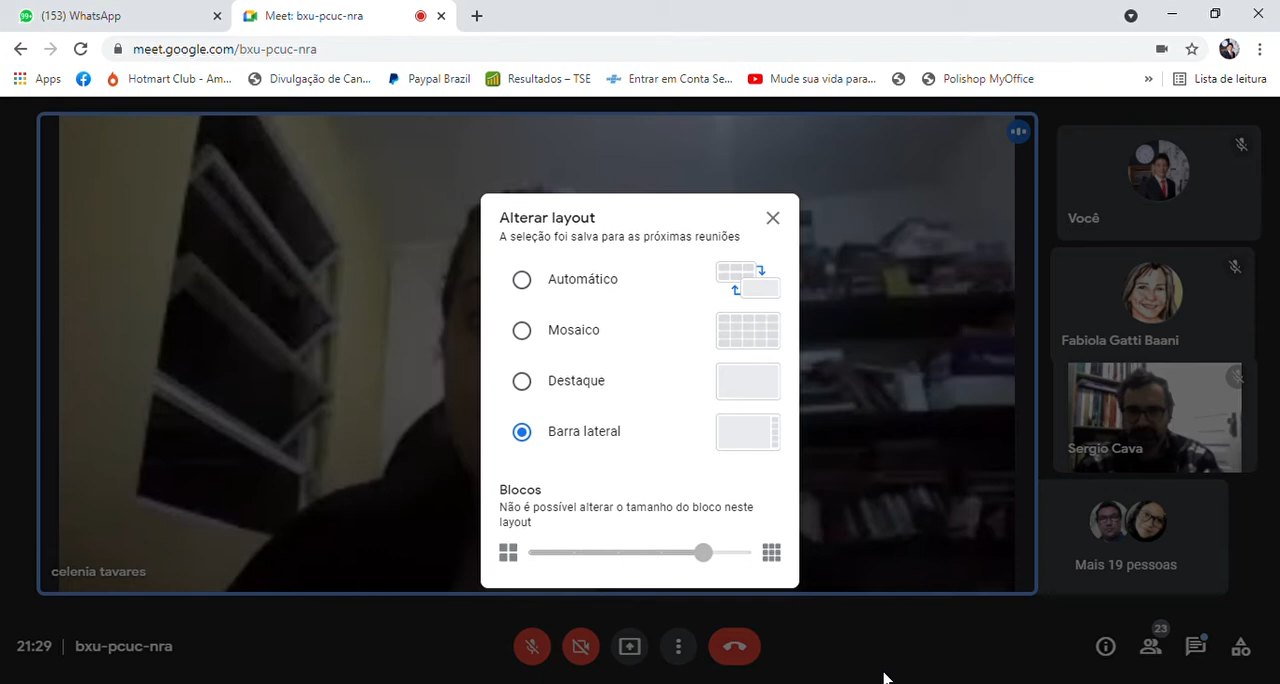 (153) WhatsApp
Meet: bxu-pcuc-nra
meet.google.com/bxu-pcuc-nra
Apps
Hotmart Club - Am...
Divulgação de Can...
Paypal Brazil
Resultados – TSE
Entrar em Conta Se...
Mude sua vida para...
Polishop MyOffice
»
Lista de leitura
Alterar layout
A seleção foi salva para as próximas reuniões
Automático
Mosaico
Destaque
Barra lateral
Blocos
Não é possível alterar o tamanho do bloco neste
layout
celenia tavares
Você
Fabiola Gatti Baani
Sergio Cava
Mais 19 pessoas
21:29 | bxu-pcuc-nra
23